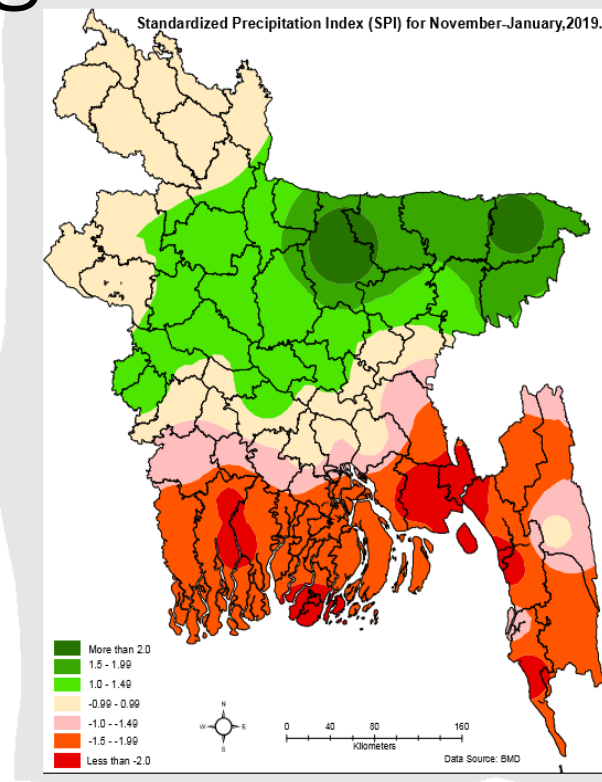 Standardized Precipitation Index (SPI) for November-January,2019.
More than 2.0
1.5 - 1.99
1.0 - 1.49
-0.99 - 0.99
-1.0 - -1.49
-1.5 - -1.99
Less than -2.0
N
W
E
S
0 40 80 160
Kilometers
Data Source: BMD